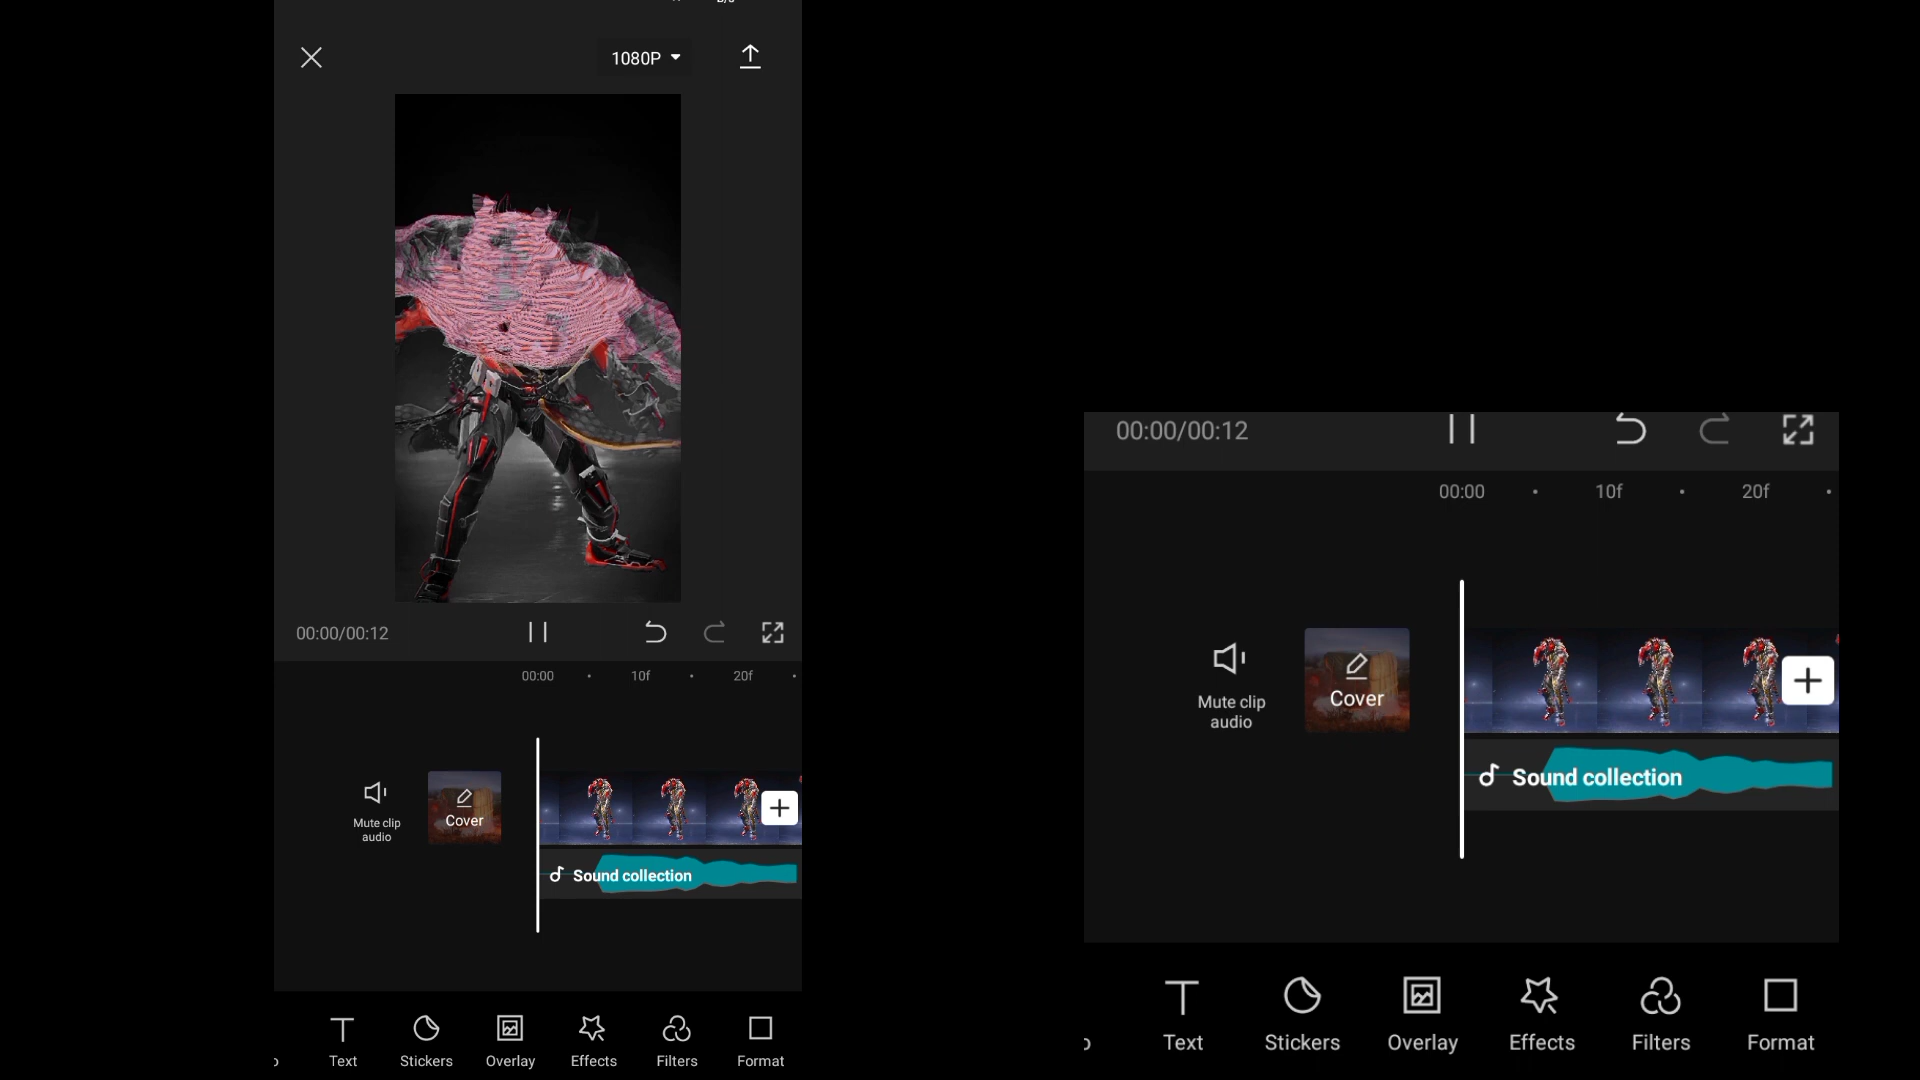 1080P
00:00/00:12
00:00
10f
20f
Mute clip
audio
Cover
Sound collection
Text
Stickers
Overlay
Effects
Filters
Format
00:00/00:12
00:00
10f
20f
Mute clip
audio
Cover
Sound collection
Text
Stickers
Overlay
Effects
Filters
Format